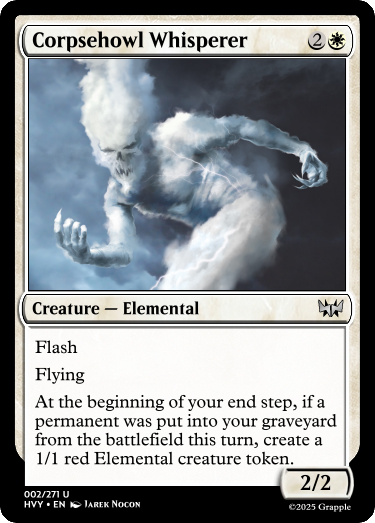 Corpsehowl Whisperer 2
Creature — Elemental
Flash
Flying
At the beginning of your end step, if a
permanent was put into your graveyard
from the battlefield this turn, create a
1/1 red Elemental creature token.
2/2
002/271 U
HVY • EN Jarek Nocon
©2025 Grapple